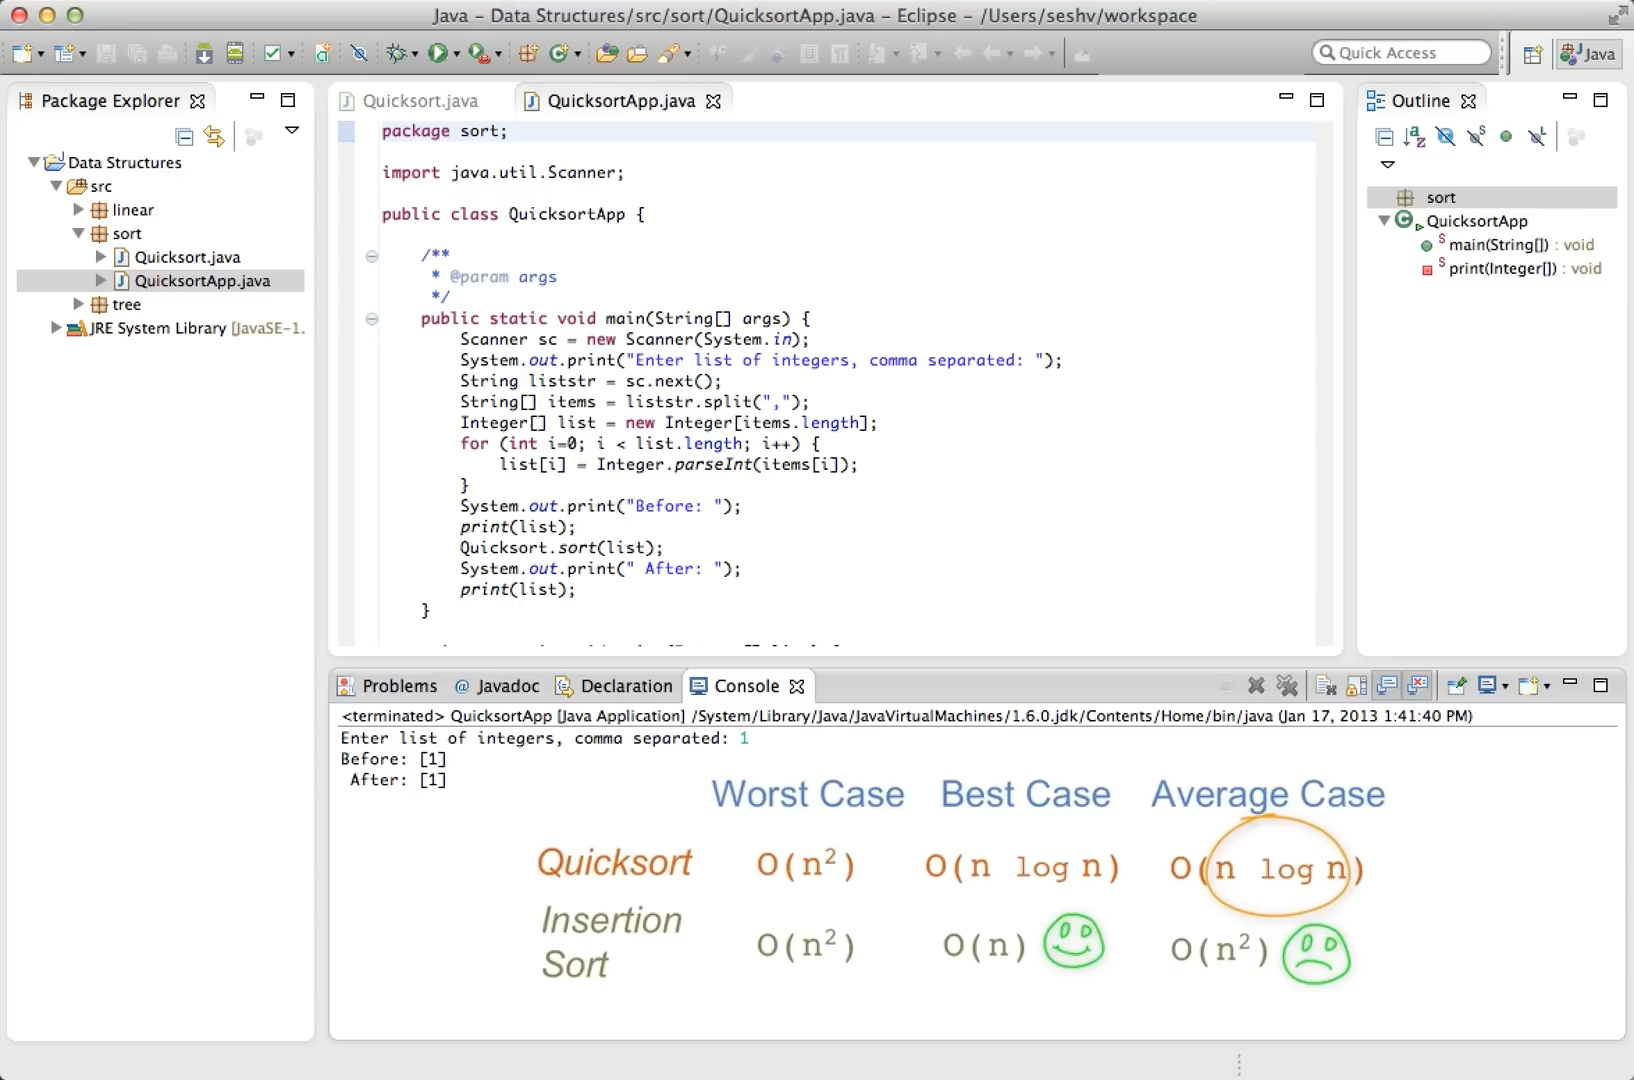 Java – Data Structures/src/sort/QuicksortApp.java – Eclipse – /Users/seshv/workspace
Quick Access
Java
Package Explorer
Data Structures
src
linear
sort
Quicksort.java
QuicksortApp.java
tree
JRE System Library [JavaSE-1.
Quicksort.java
QuicksortApp.java
package sort;
import java.util.Scanner;
public class QuicksortApp {
/**
* @param args
*/
public static void main(String[] args) {
Scanner sc = new Scanner(System.in);
System.out.print("Enter list of integers, comma separated: ");
String liststr = sc.next();
String[] items = liststr.split(",");
Integer[] list = new Integer[items.length];
for (int i=0; i < list.length; i++) {
list[i] = Integer.parseInt(items[i]);
}
System.out.print("Before: ");
print(list);
Quicksort.sort(list);
System.out.print(" After: ");
print(list);
}
Outline
sort
QuicksortApp
main(String[]) : void
print(Integer[]) : void
Problems
@ Javadoc
Declaration
Console
<terminated> QuicksortApp [Java Application] /System/Library/Java/JavaVirtualMachines/1.6.0.jdk/Contents/Home/bin/java (Jan 17, 2013 1:41:40 PM)
Enter list of integers, comma separated: 1
Before: [1]
After: [1]
Worst Case Best Case Average Case
Quicksort O(n²) O(n log n) O(n log n)
Insertion
Sort O(n²) O(n) O(n²)